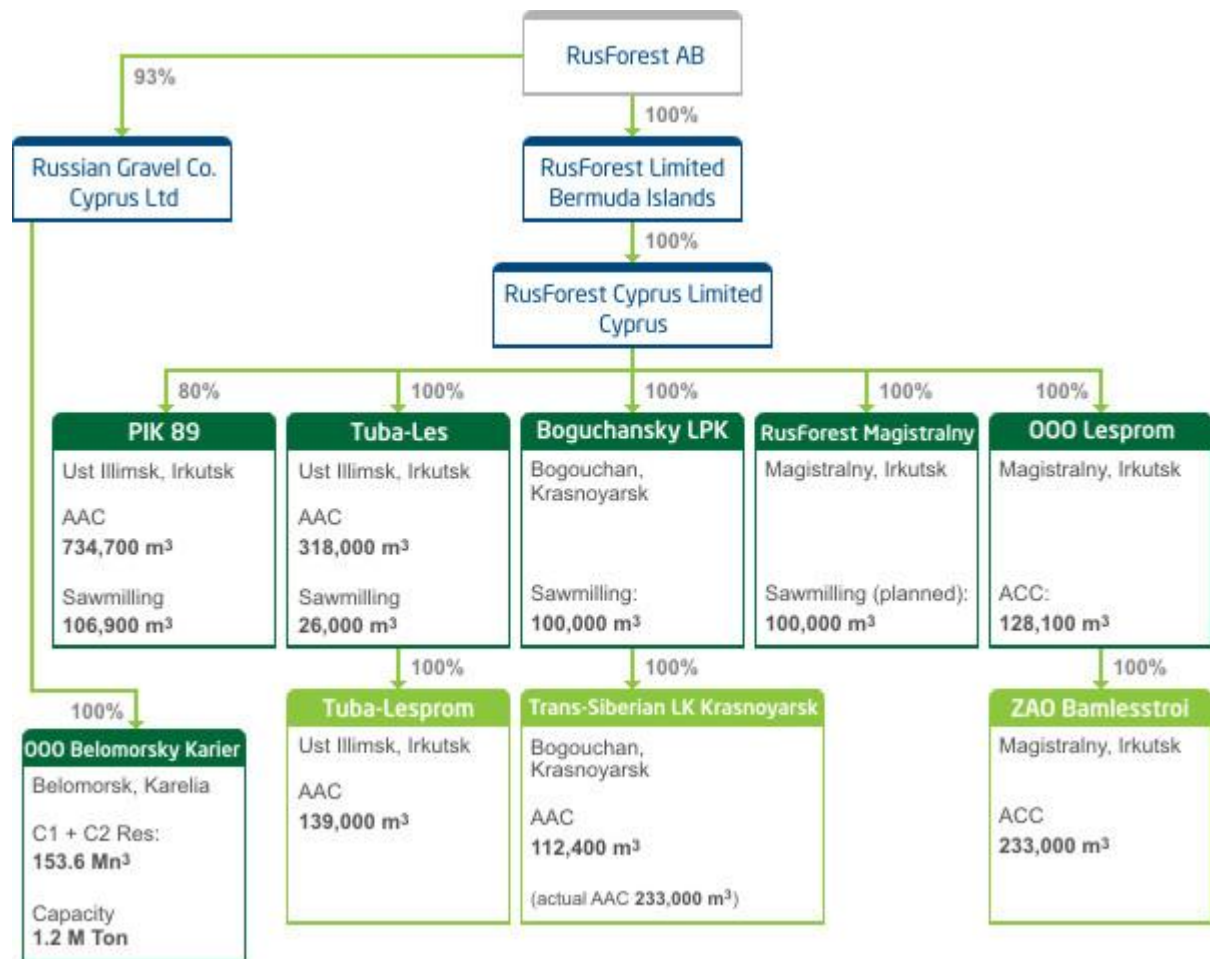 RusForest AB
93%
100%
Russian Gravel Co.
Cyprus Ltd
RusForest Limited
Bermuda Islands
100%
RusForest Cyprus Limited
Cyprus
80%
100%
100%
100%
100%
PIK 89
Ust Illimsk, Irkutsk
AAC
734,700 m³
Sawmilling
106,900 m³
Tuba-Les
Ust Illimsk, Irkutsk
AAC
318,000 m³
Sawmilling
26,000 m³
Boguchansky LPK
Bogouchan,
Krasnoyarsk
Sawmilling:
100,000 m³
RusForest Magistralny
Magistralny, Irkutsk
Sawmilling (planned):
100,000 m³
OOO Lesprom
Magistralny, Irkutsk
ACC:
128,100 m³
100%
100%
100%
100%
OOO Belomorsky Karier
Belomorsk, Karelia
C1 + C2 Res:
153.6 Mn³
Capacity
1.2 M Ton
Tuba-Lesprom
Ust Illimsk, Irkutsk
AAC
139,000 m³
Trans-Siberian LK Krasnoyarsk
Bogouchan,
Krasnoyarsk
AAC
112,400 m³
(actual AAC 233,000 m³)
ZAO Bamlesstroi
Magistralny, Irkutsk
ACC
233,000 m³